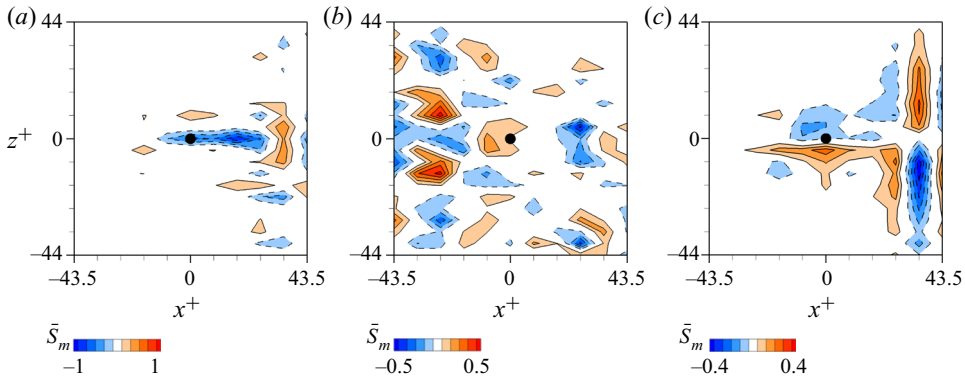 (a) (b) (c)
44 44 44
z+ 0 0 0
−44 −44 −44
−43.5 0 43.5 −43.5 0 43.5 −43.5 0 43.5
x+ x+ x+
S̄m S̄m S̄m
−1 1 −0.5 0.5 −0.4 0.4